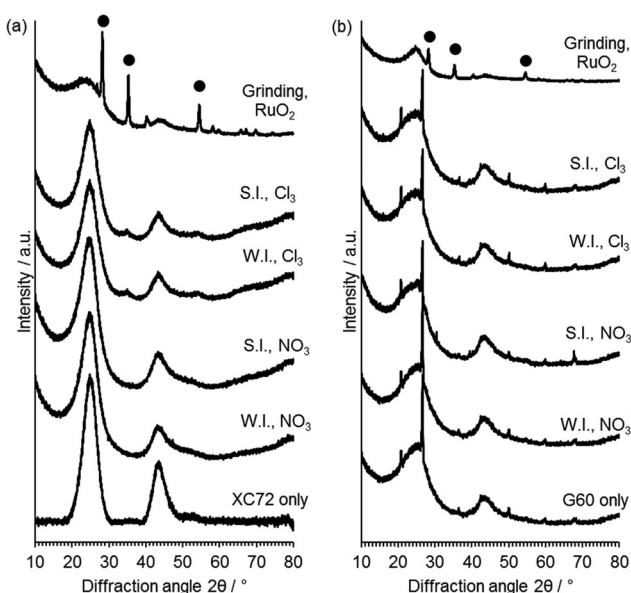 (a)
Grinding,
RuO₂
S.I., Cl₃
W.I., Cl₃
S.I., NO₃
W.I., NO₃
XC72 only
Intensity / a.u.
10 20 30 40 50 60 70 80
Diffraction angle 2θ / °
(b)
Grinding,
RuO₂
S.I., Cl₃
W.I., Cl₃
S.I., NO₃
W.I., NO₃
G60 only
Intensity / a.u.
10 20 30 40 50 60 70 80
Diffraction angle 2θ / °